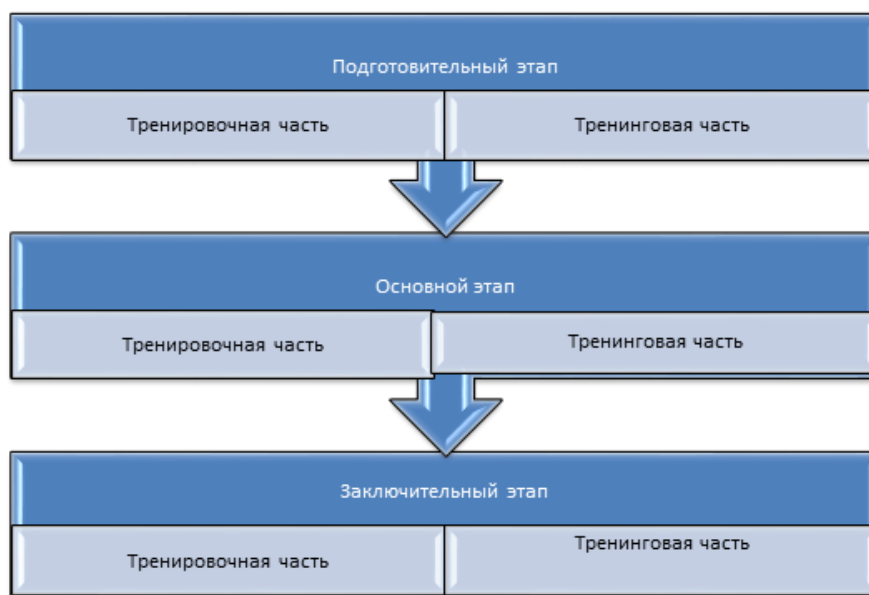 Подготовительный этап
Тренировочная часть
Тренинговая часть
Основной этап
Тренировочная часть
Тренинговая часть
Заключительный этап
Тренировочная часть
Тренинговая часть